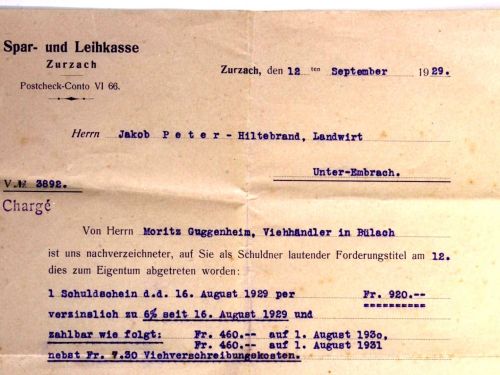 Spar- und Leihkasse
Zurzach
Postcheck-Conto VI 66.
Zurzach, den 12 ten September 1929.
Herrn Jakob Peter - Hiltebrand, Landwirt
Unter-Embrach.
V.№ 3892.
Chargé
Von Herrn Moritz Guggenheim, Viehhändler in Bülach
ist uns nachverzeichneter, auf Sie als Schuldner lautender Forderungstitel am 12.
dies zum Eigentum abgetreten worden:
1 Schuldschein d.d. 16. August 1929 per Fr. 920.--
==========
verzinslich zu 6% seit 16. August 1929 und
zahlbar wie folgt: Fr. 460.-- auf 1. August 1930,
Fr. 460.-- auf 1. August 1931
nebst Fr. 7.30 Viehverschreibungskosten.